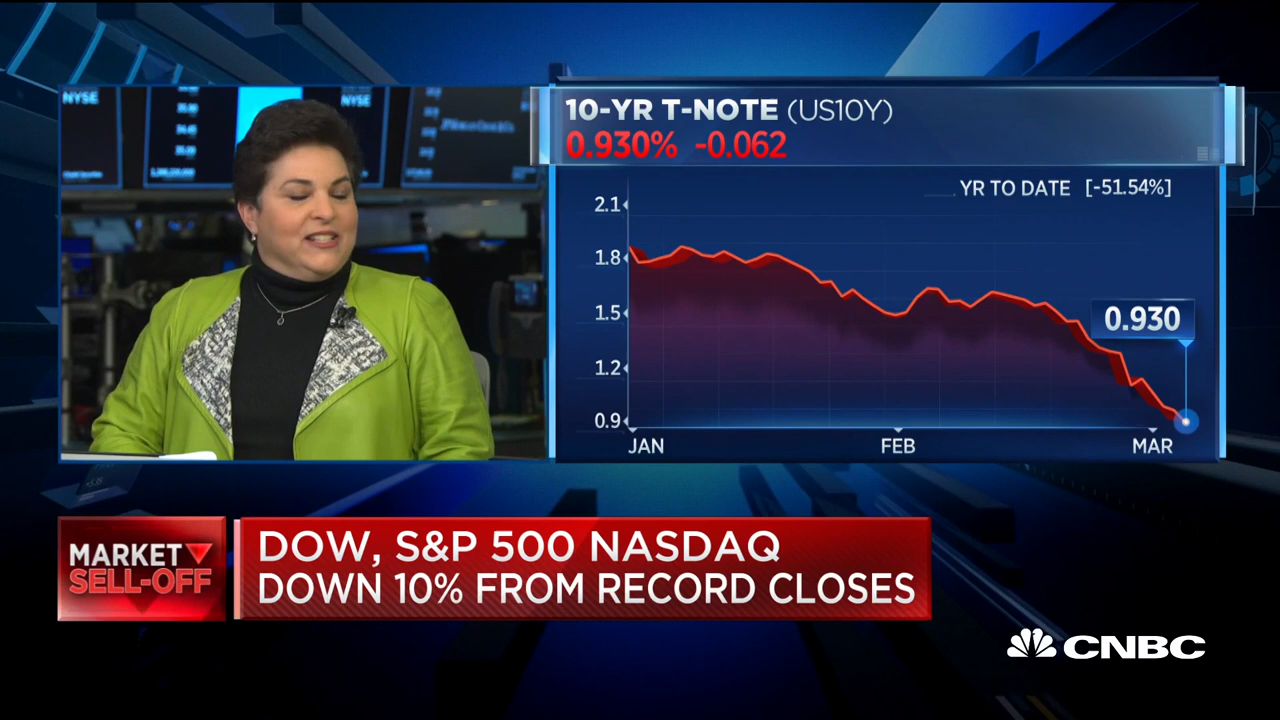 NYSE
NYSE
10-YR T-NOTE (US10Y)
0.930% -0.062
YR TO DATE [-51.54%]
2.1
1.8
1.5
1.2
0.9
0.930
JAN FEB MAR
MARKET
SELL-OFF
DOW, S&P 500 NASDAQ
DOWN 10% FROM RECORD CLOSES
CNBC